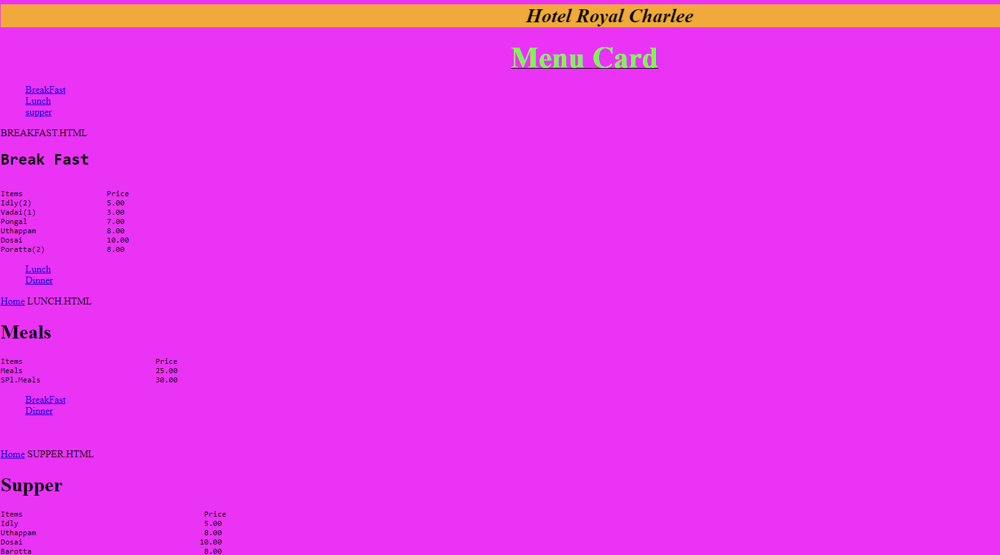 Hotel Royal Charlee
Menu Card
BreakFast
Lunch
supper
BREAKFAST.HTML
Break Fast
Items Price
Idly(2) 5.00
Vadai(1) 3.00
Pongal 7.00
Uthappam 8.00
Dosai 10.00
Poratta(2) 8.00
Lunch
Dinner
Home LUNCH.HTML
Meals
Items Price
Meals 25.00
SPl.Meals 30.00
BreakFast
Dinner
Home SUPPER.HTML
Supper
Items Price
Idly 5.00
Uthappam 8.00
Dosai 10.00
Barotta 8.00